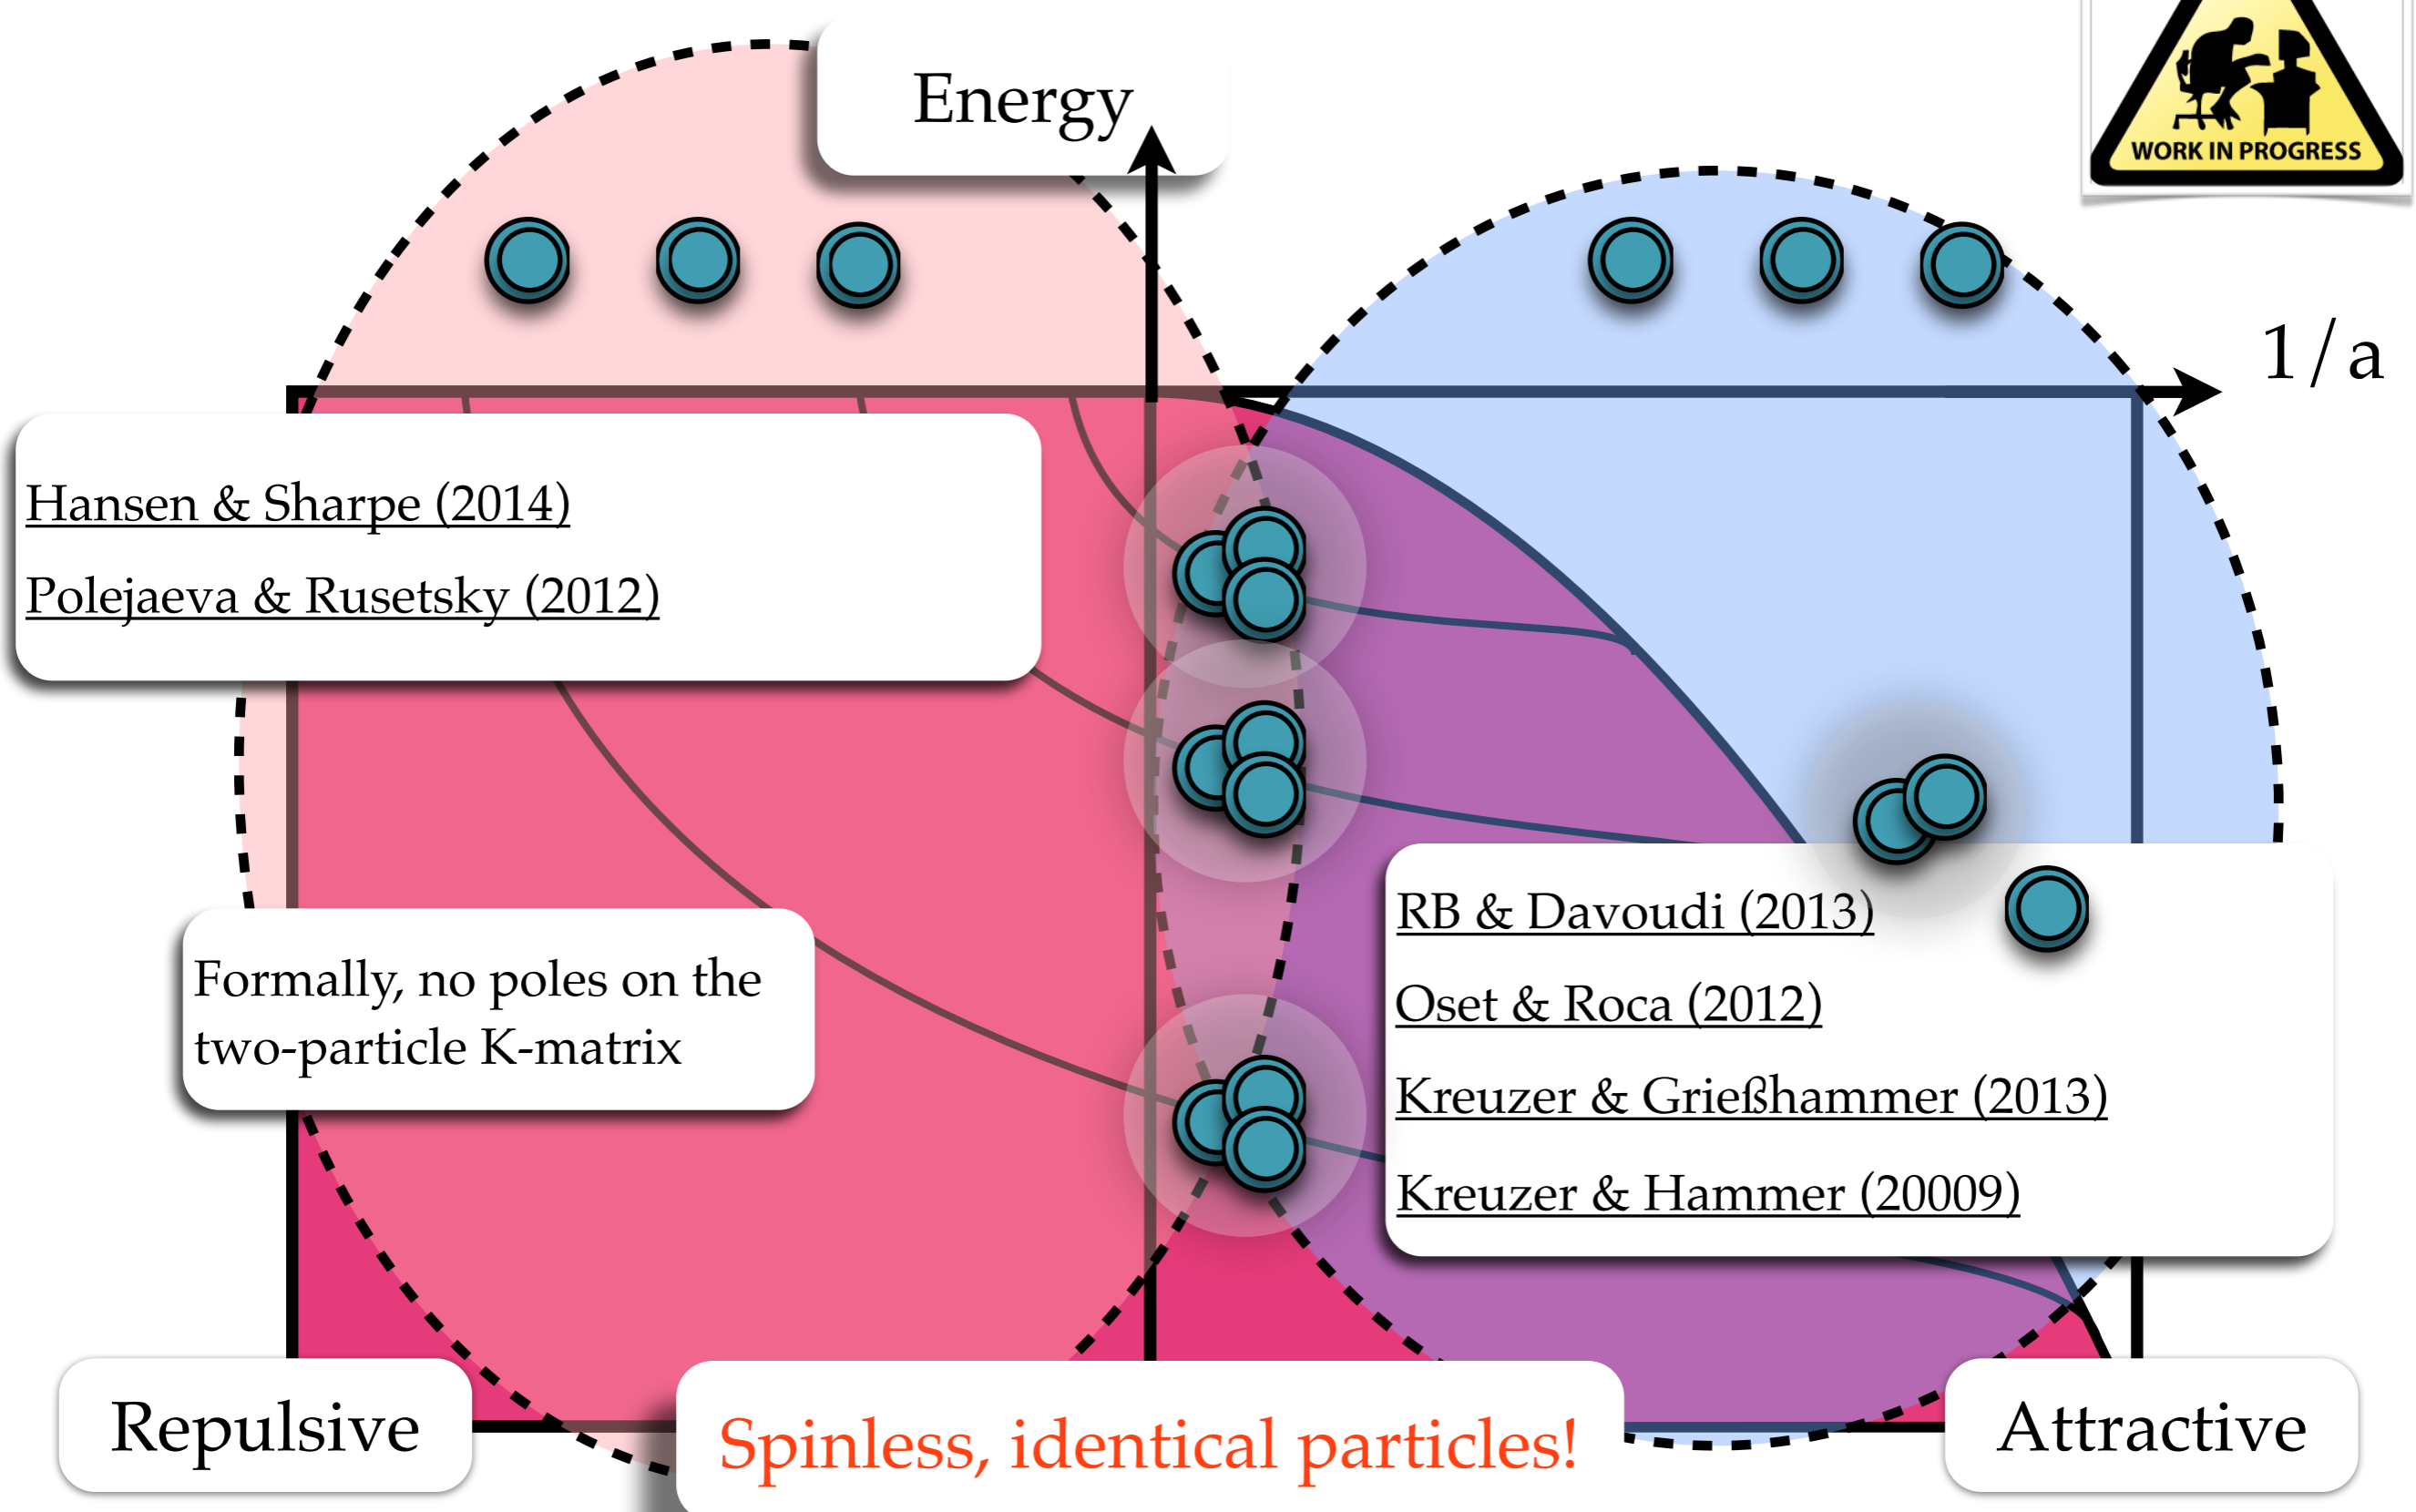 Energy
WORK IN PROGRESS
1/a
Hansen & Sharpe (2014)
Polejaeva & Rusetsky (2012)
RB & Davoudi (2013)
Oset & Roca (2012)
Kreuzer & Grießhammer (2013)
Kreuzer & Hammer (20009)
Formally, no poles on the
two-particle K-matrix
Repulsive
Spinless, identical particles!
Attractive